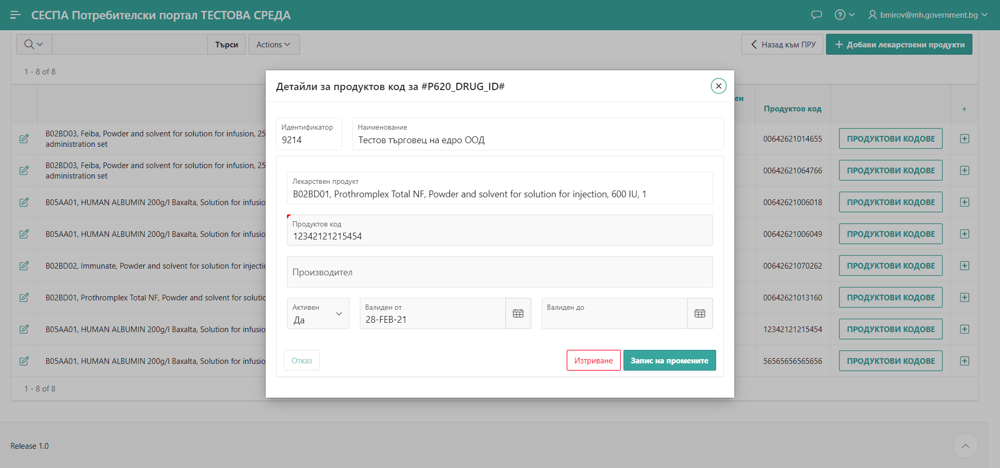 СЕСПА Потребителски портал ТЕСТОВА СРЕДА
bmirov@mh.government.bg
Търси
Actions
Назад към ПРУ
Добави лекарствени продукти
1 - 8 of 8
Детайли за продуктов код за #P620_DRUG_ID#
ен
Продуктов код
+
Идентификатор
9214
Наименование
Тестов търговец на едро ООД
Лекарствен продукт
B02BD01, Prothromplex Total NF, Powder and solvent for solution for injection, 600 IU, 1
Продуктов код
12342121215454
Производител
Активен
Да
Валиден от
28-FEB-21
Валиден до
Отказ
Изтриване
Запис на промените
B02BD03, Feiba, Powder and solvent for solution for infusion, 25
administration set
00642621014655
ПРОДУКТОВИ КОДОВЕ
B02BD03, Feiba, Powder and solvent for solution for infusion, 25
administration set
00642621064766
ПРОДУКТОВИ КОДОВЕ
B05AA01, HUMAN ALBUMIN 200g/l Baxalta, Solution for infusio
00642621006018
ПРОДУКТОВИ КОДОВЕ
B05AA01, HUMAN ALBUMIN 200g/l Baxalta, Solution for infusio
00642621006049
ПРОДУКТОВИ КОДОВЕ
B02BD02, Immunate, Powder and solvent for solution for injectio
00642621070262
ПРОДУКТОВИ КОДОВЕ
B02BD01, Prothromplex Total NF, Powder and solvent for solutio
00642621013160
ПРОДУКТОВИ КОДОВЕ
B05AA01, HUMAN ALBUMIN 200g/l Baxalta, Solution for infusio
12342121215454
ПРОДУКТОВИ КОДОВЕ
B05AA01, HUMAN ALBUMIN 200g/l Baxalta, Solution for infusio
56565656565656
ПРОДУКТОВИ КОДОВЕ
1 - 8 of 8
Release 1.0